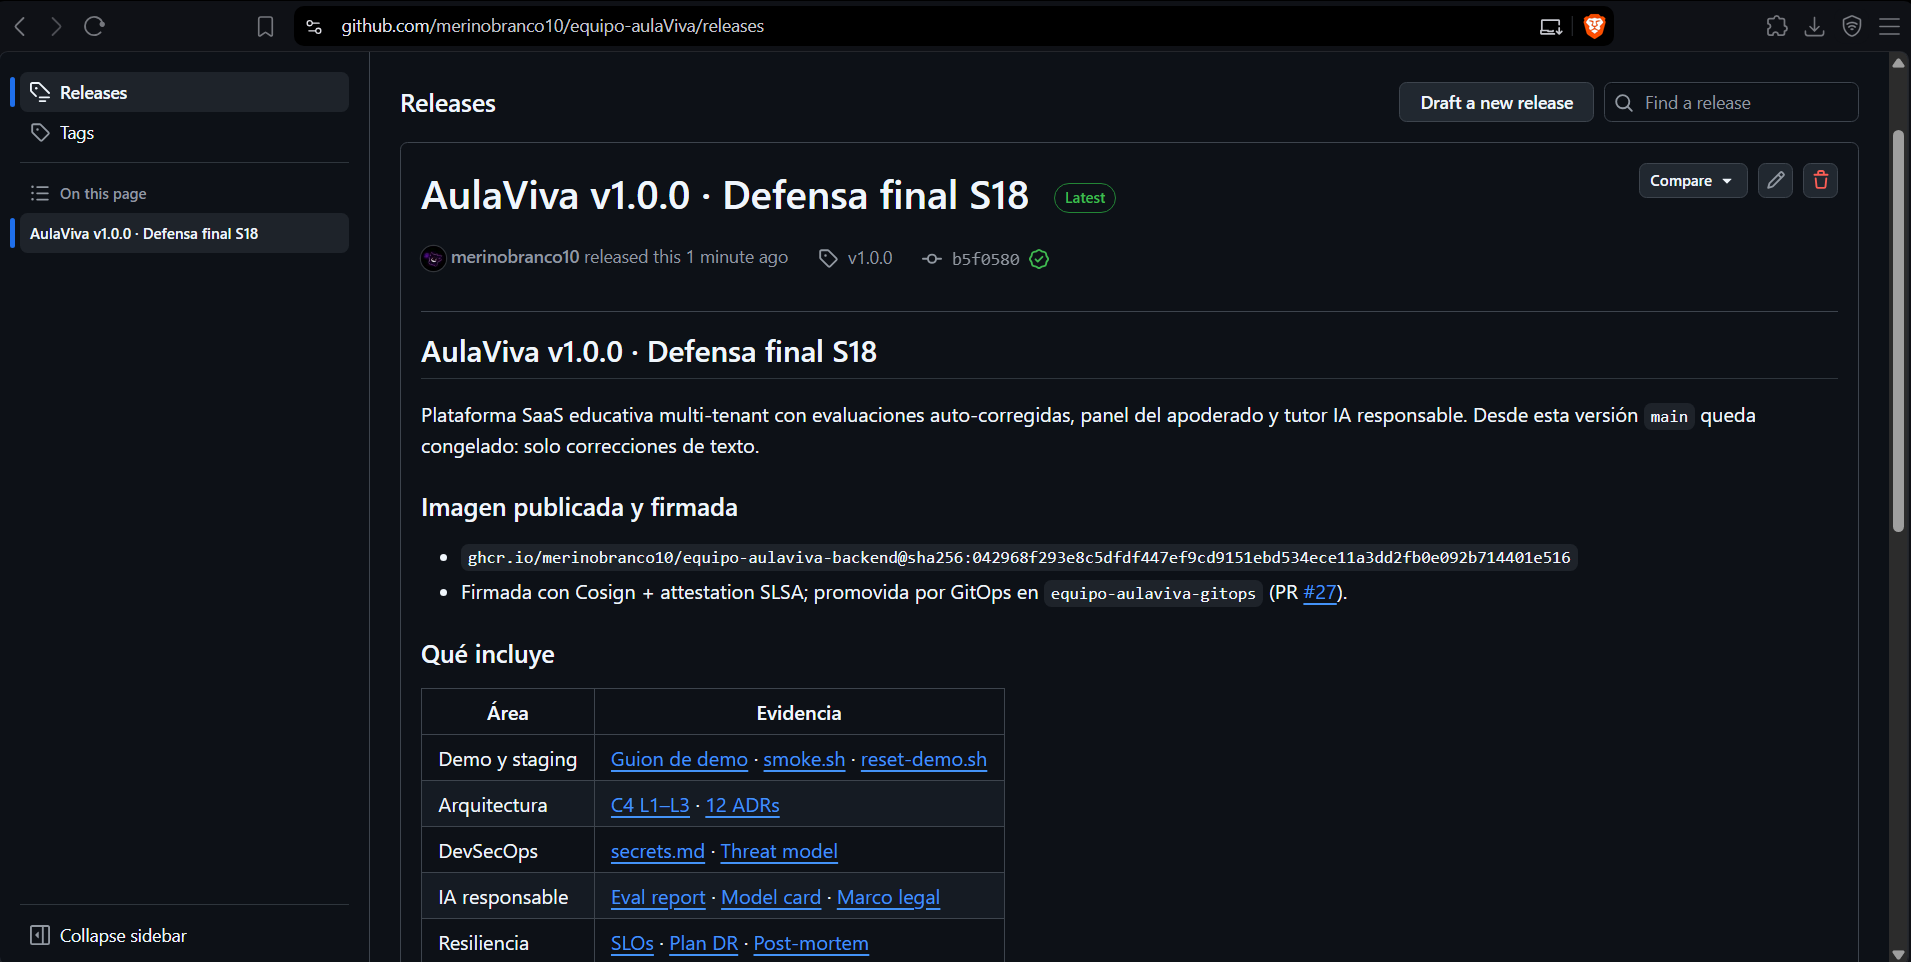 github.com/merinobranco10/equipo-aulaViva/releases
Releases
Tags
On this page
AulaViva v1.0.0 · Defensa final S18
Collapse sidebar
Releases
Draft a new release
Find a release
AulaViva v1.0.0 · Defensa final S18
Latest
Compare
merinobranco10 released this 1 minute ago
v1.0.0
b5f0580
AulaViva v1.0.0 · Defensa final S18
Plataforma SaaS educativa multi-tenant con evaluaciones auto-corregidas, panel del apoderado y tutor IA responsable. Desde esta versión main queda
congelado: solo correcciones de texto.
Imagen publicada y firmada
ghcr.io/merinobranco10/equipo-aulaviva-backend@sha256:042968f293e8c5dfdf447ef9cd9151ebd534ece11a3dd2fb0e092b714401e516
Firmada con Cosign + attestation SLSA; promovida por GitOps en equipo-aulaviva-gitops (PR #27).
Qué incluye
Área Evidencia
Demo y staging Guion de demo · smoke.sh · reset-demo.sh
Arquitectura C4 L1–L3 · 12 ADRs
DevSecOps secrets.md · Threat model
IA responsable Eval report · Model card · Marco legal
Resiliencia SLOs · Plan DR · Post-mortem